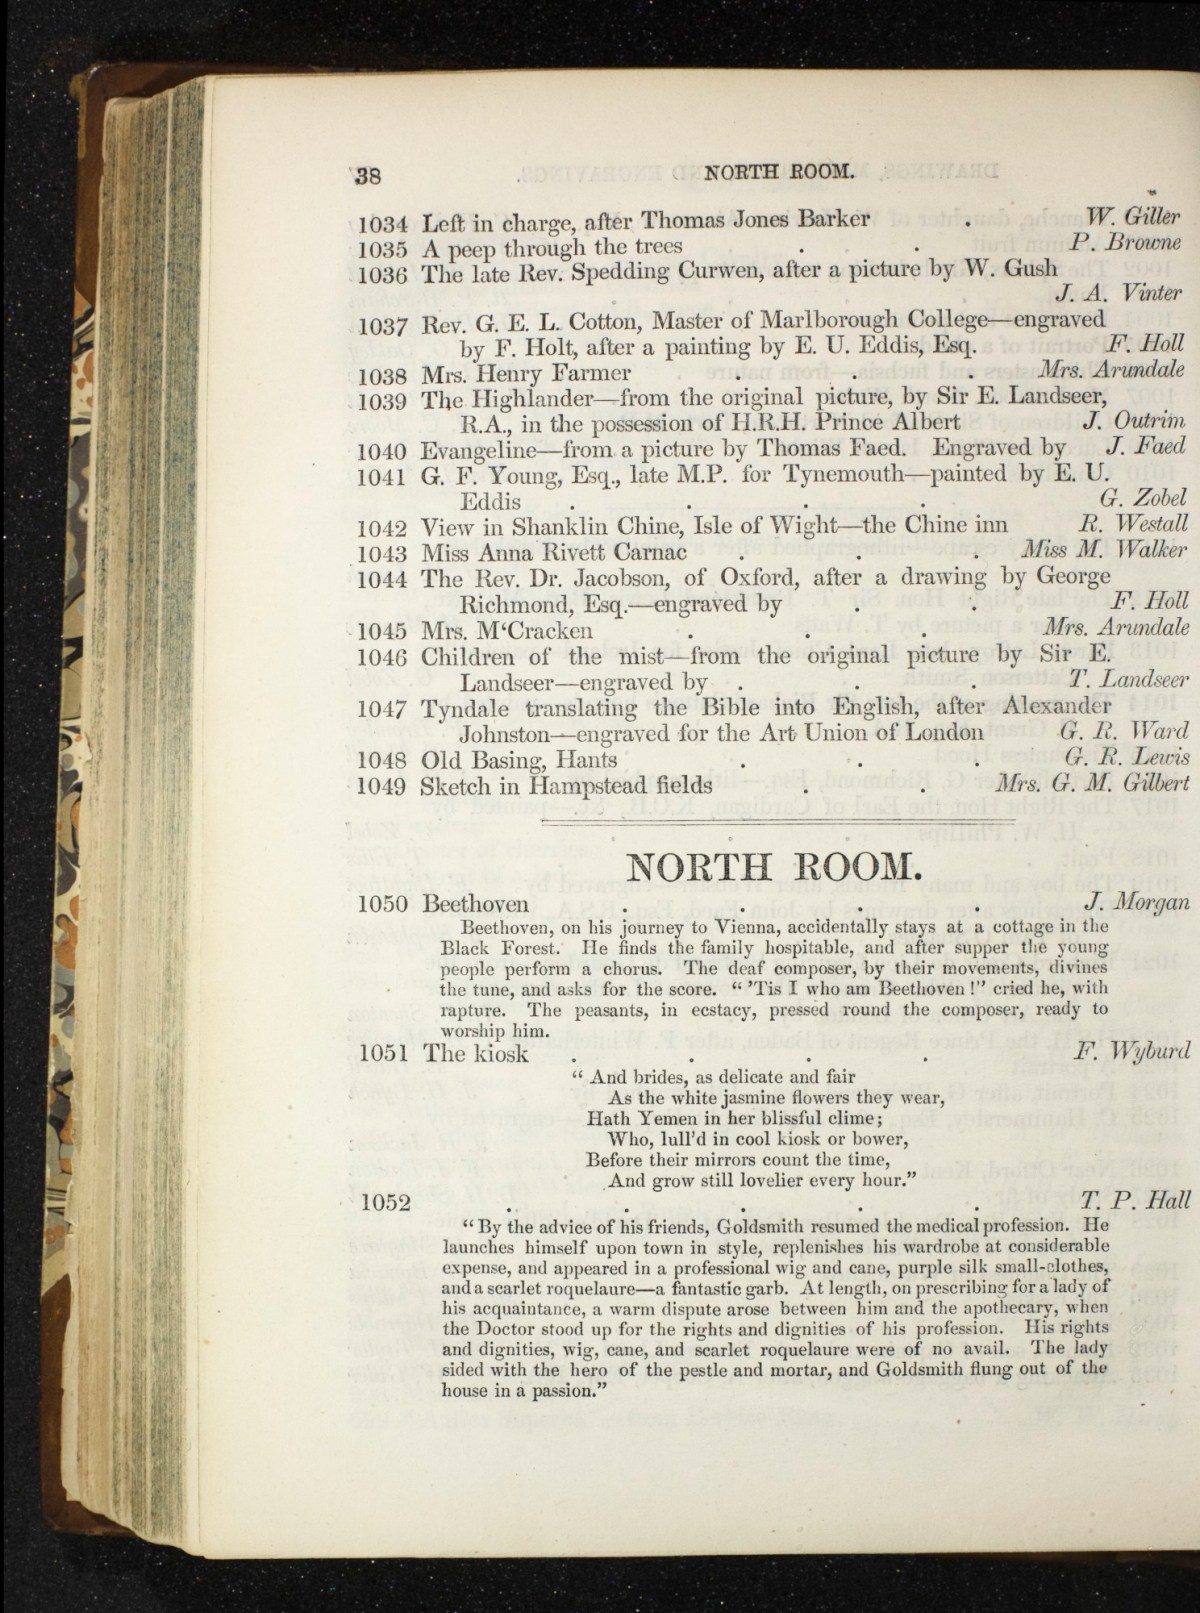 38 NORTH ROOM.
1034 Left in charge, after Thomas Jones Barker . W. Giller
1035 A peep through the trees . . P. Browne
1036 The late Rev. Spedding Curwen, after a picture by W. Gush
J. A. Vinter
1037 Rev. G. E. L. Cotton, Master of Marlborough College—engraved
by F. Holt, after a painting by E. U. Eddis, Esq. F. Holl
1038 Mrs. Henry Farmer . . . Mrs. Arundale
1039 The Highlander—from the original picture, by Sir E. Landseer,
R.A., in the possession of H.R.H. Prince Albert J. Outrim
1040 Evangeline—from a picture by Thomas Faed. Engraved by J. Faed
1041 G. F. Young, Esq., late M.P. for Tynemouth—painted by E. U.
Eddis . . . . G. Zobel
1042 View in Shanklin Chine, Isle of Wight—the Chine inn R. Westall
1043 Miss Anna Rivett Carnac . . . Miss M. Walker
1044 The Rev. Dr. Jacobson, of Oxford, after a drawing by George
Richmond, Esq.—engraved by . . F. Holl
1045 Mrs. M‘Cracken . . . Mrs. Arundale
1046 Children of the mist—from the original picture by Sir E.
Landseer—engraved by . . . T. Landseer
1047 Tyndale translating the Bible into English, after Alexander
Johnston—engraved for the Art Union of London G. R. Ward
1048 Old Basing, Hants . . . G. R. Lewis
1049 Sketch in Hampstead fields . . Mrs. G. M. Gilbert
NORTH ROOM.
1050 Beethoven . . . . J. Morgan
Beethoven, on his journey to Vienna, accidentally stays at a cottage in the
Black Forest. He finds the family hospitable, and after supper the young
people perform a chorus. The deaf composer, by their movements, divines
the tune, and asks for the score. “ ’Tis I who am Beethoven !” cried he, with
rapture. The peasants, in ecstacy, pressed round the composer, ready to
worship him.
1051 The kiosk . . . . F. Wyburd
“ And brides, as delicate and fair
As the white jasmine flowers they wear,
Hath Yemen in her blissful clime;
Who, lull’d in cool kiosk or bower,
Before their mirrors count the time,
And grow still lovelier every hour.”
1052 . . . . . T. P. Hall
“ By the advice of his friends, Goldsmith resumed the medical profession. He
launches himself upon town in style, replenishes his wardrobe at considerable
expense, and appeared in a professional wig and cane, purple silk small-clothes,
and a scarlet roquelaure—a fantastic garb. At length, on prescribing for a lady of
his acquaintance, a warm dispute arose between him and the apothecary, when
the Doctor stood up for the rights and dignities of his profession. His rights
and dignities, wig, cane, and scarlet roquelaure were of no avail. The lady
sided with the hero of the pestle and mortar, and Goldsmith flung out of the
house in a passion.”